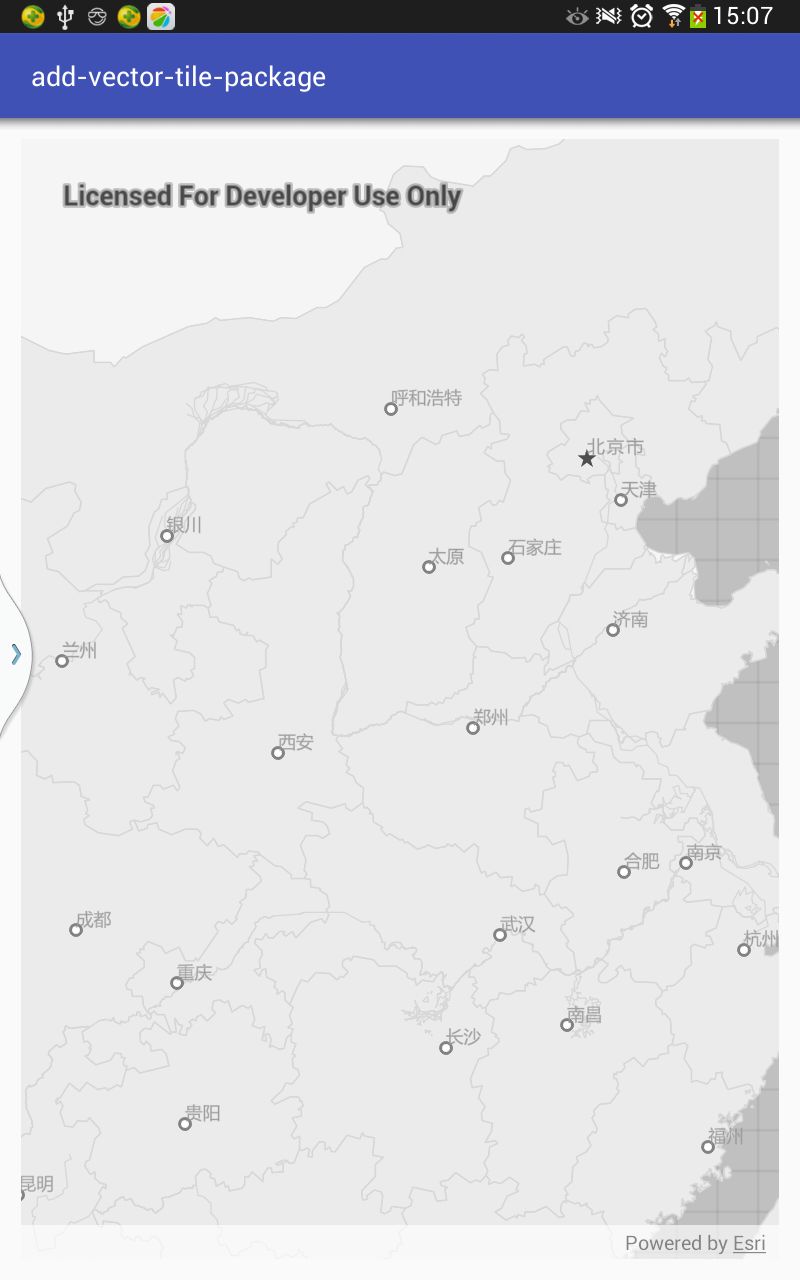 15:07
add-vector-tile-package
Licensed For Developer Use Only
呼和浩特
北京市
天津
银川
石家庄
太原
济南
兰州
郑州
西安
南京
合肥
成都
武汉
杭州
重庆
南昌
长沙
贵阳
福州
昆明
Powered by Esri